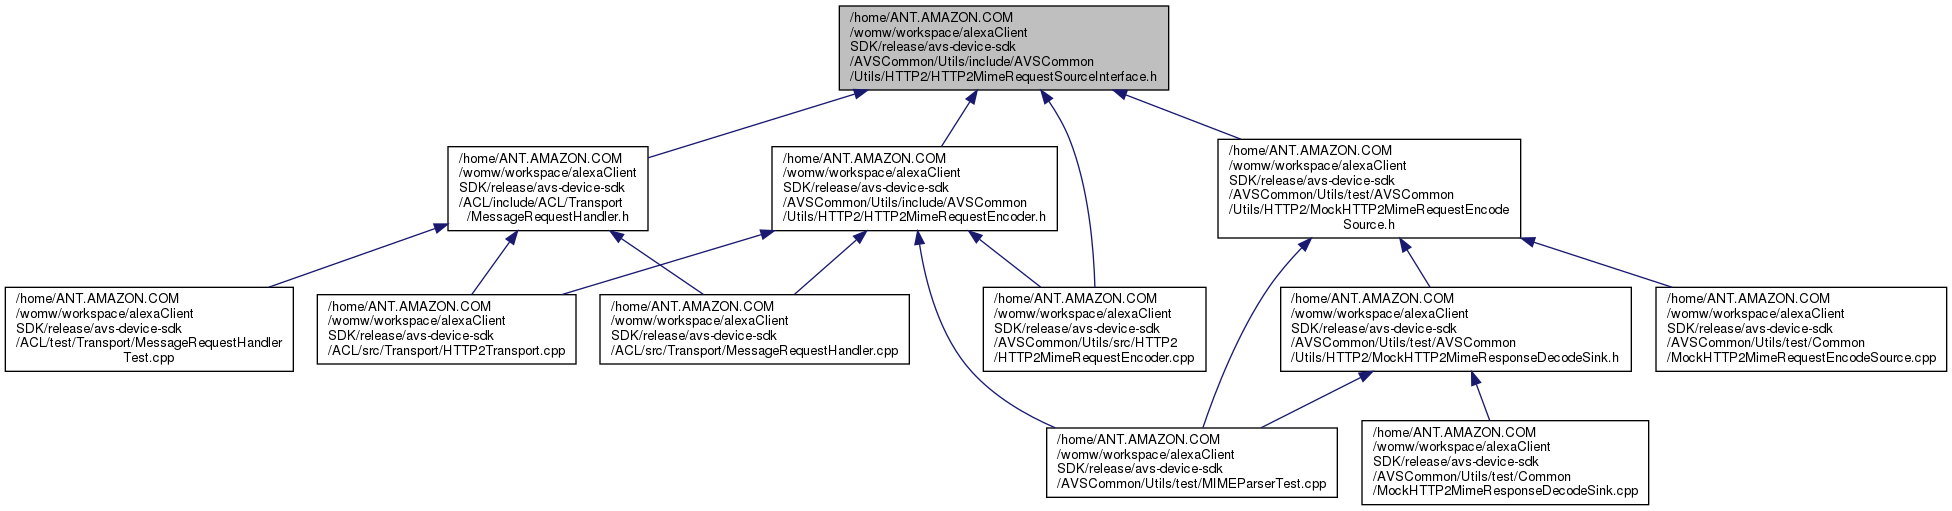 /home/ANT.AMAZON.COM
/womw/workspace/alexaClient
SDK/release/avs-device-sdk
/AVSCommon/Utils/include/AVSCommon
/Utils/HTTP2/HTTP2MimeRequestSourceInterface.h
/home/ANT.AMAZON.COM
/womw/workspace/alexaClient
SDK/release/avs-device-sdk
/ACL/include/ACL/Transport
/MessageRequestHandler.h
/home/ANT.AMAZON.COM
/womw/workspace/alexaClient
SDK/release/avs-device-sdk
/AVSCommon/Utils/include/AVSCommon
/Utils/HTTP2/HTTP2MimeRequestEncoder.h
/home/ANT.AMAZON.COM
/womw/workspace/alexaClient
SDK/release/avs-device-sdk
/AVSCommon/Utils/test/AVSCommon
/Utils/HTTP2/MockHTTP2MimeRequestEncode
Source.h
/home/ANT.AMAZON.COM
/womw/workspace/alexaClient
SDK/release/avs-device-sdk
/ACL/test/Transport/MessageRequestHandler
Test.cpp
/home/ANT.AMAZON.COM
/womw/workspace/alexaClient
SDK/release/avs-device-sdk
/ACL/src/Transport/HTTP2Transport.cpp
/home/ANT.AMAZON.COM
/womw/workspace/alexaClient
SDK/release/avs-device-sdk
/ACL/src/Transport/MessageRequestHandler.cpp
/home/ANT.AMAZON.COM
/womw/workspace/alexaClient
SDK/release/avs-device-sdk
/AVSCommon/Utils/src/HTTP2
/HTTP2MimeRequestEncoder.cpp
/home/ANT.AMAZON.COM
/womw/workspace/alexaClient
SDK/release/avs-device-sdk
/AVSCommon/Utils/test/AVSCommon
/Utils/HTTP2/MockHTTP2MimeResponseDecodeSink.h
/home/ANT.AMAZON.COM
/womw/workspace/alexaClient
SDK/release/avs-device-sdk
/AVSCommon/Utils/test/Common
/MockHTTP2MimeRequestEncodeSource.cpp
/home/ANT.AMAZON.COM
/womw/workspace/alexaClient
SDK/release/avs-device-sdk
/AVSCommon/Utils/test/MIMEParserTest.cpp
/home/ANT.AMAZON.COM
/womw/workspace/alexaClient
SDK/release/avs-device-sdk
/AVSCommon/Utils/test/Common
/MockHTTP2MimeResponseDecodeSink.cpp